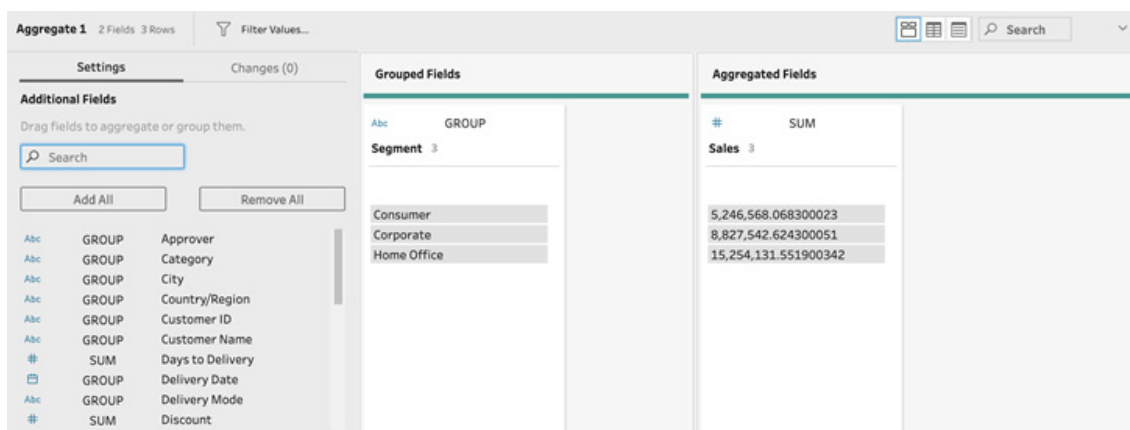 Aggregate 1 2 Fields 3 Rows Filter Values... Search
Settings Changes (0)
Additional Fields
Drag fields to aggregate or group them.
Search
Add All Remove All
Abc GROUP Approver
Abc GROUP Category
Abc GROUP City
Abc GROUP Country/Region
Abc GROUP Customer ID
Abc GROUP Customer Name
# SUM Days to Delivery
GROUP Delivery Date
Abc GROUP Delivery Mode
# SUM Discount
Grouped Fields
Abc GROUP
Segment 3
Consumer
Corporate
Home Office
Aggregated Fields
# SUM
Sales 3
5,246,568.068300023
8,827,542.624300051
15,254,131.551900342